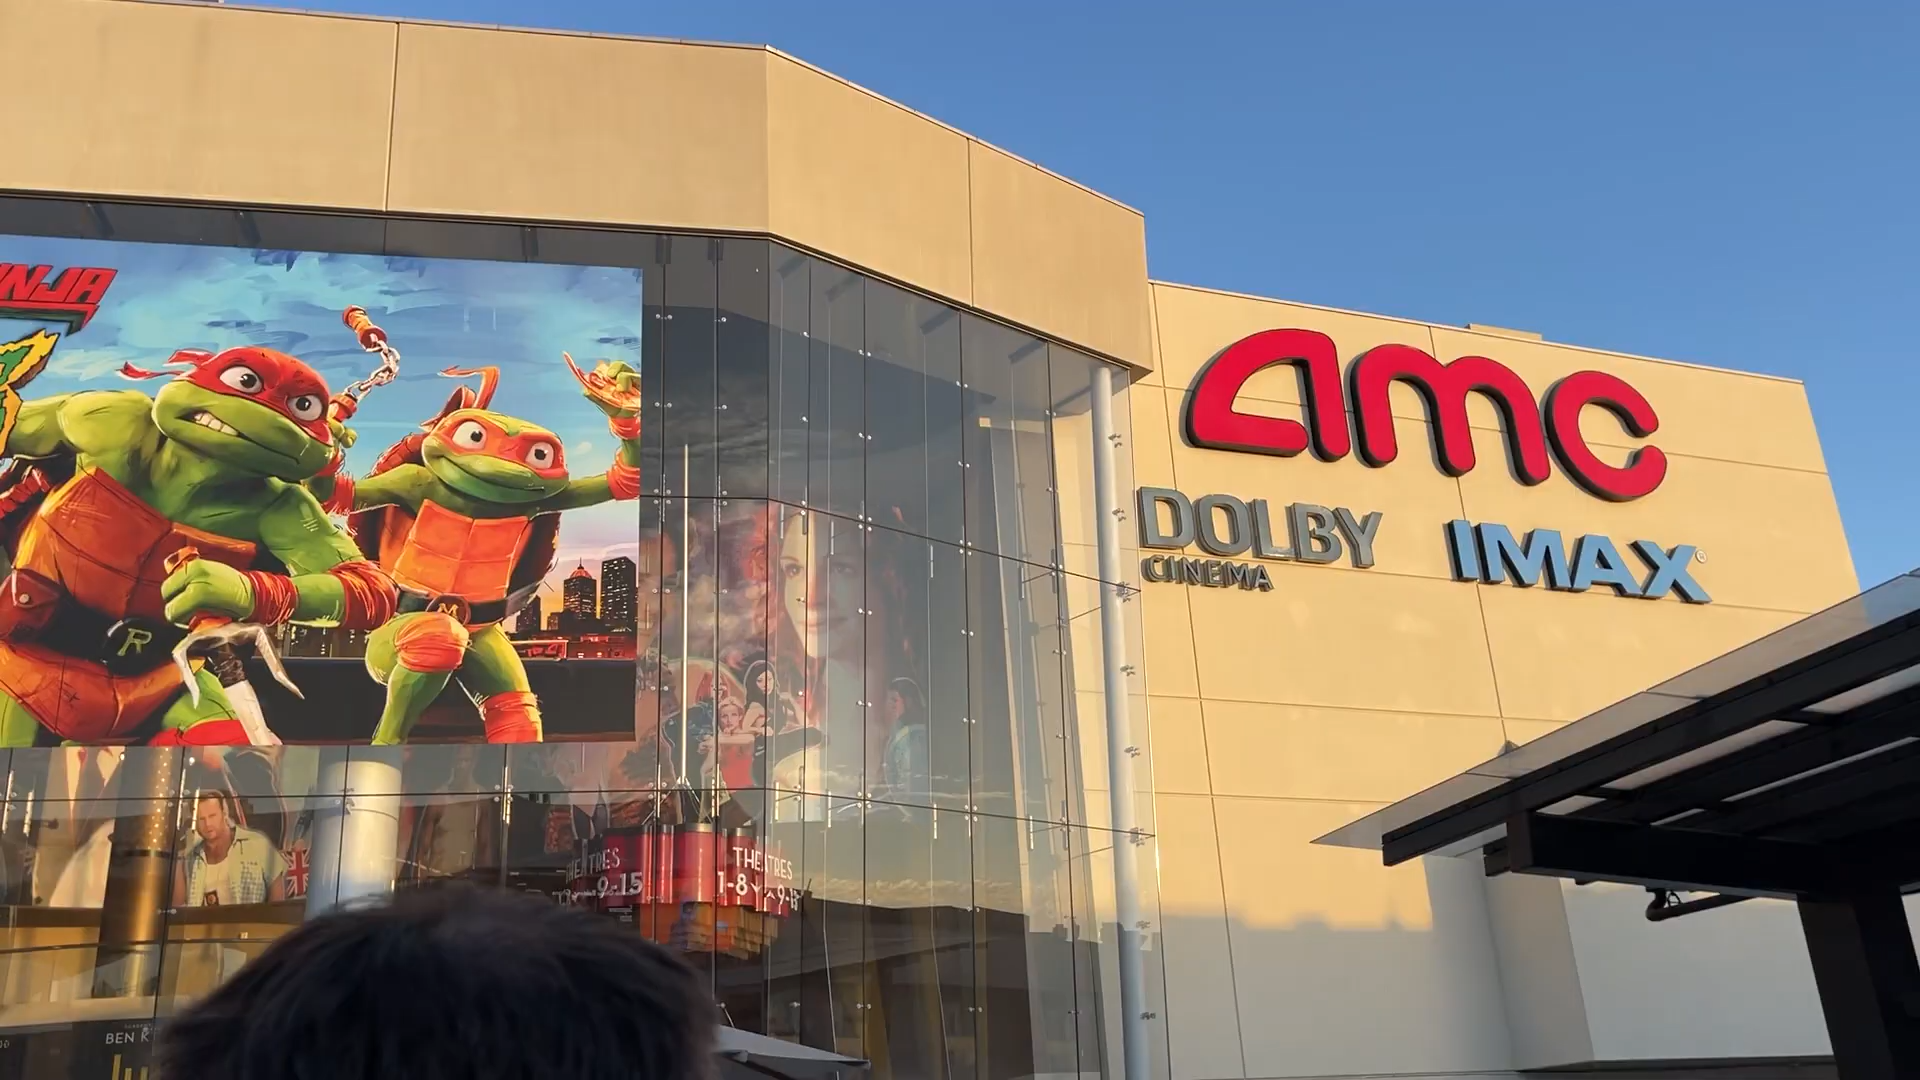 NINJA
R
M
amc
DOLBY
CINEMA
IMAX
THEATRES
9-15
THEATRES
1-8
9-15
BEN